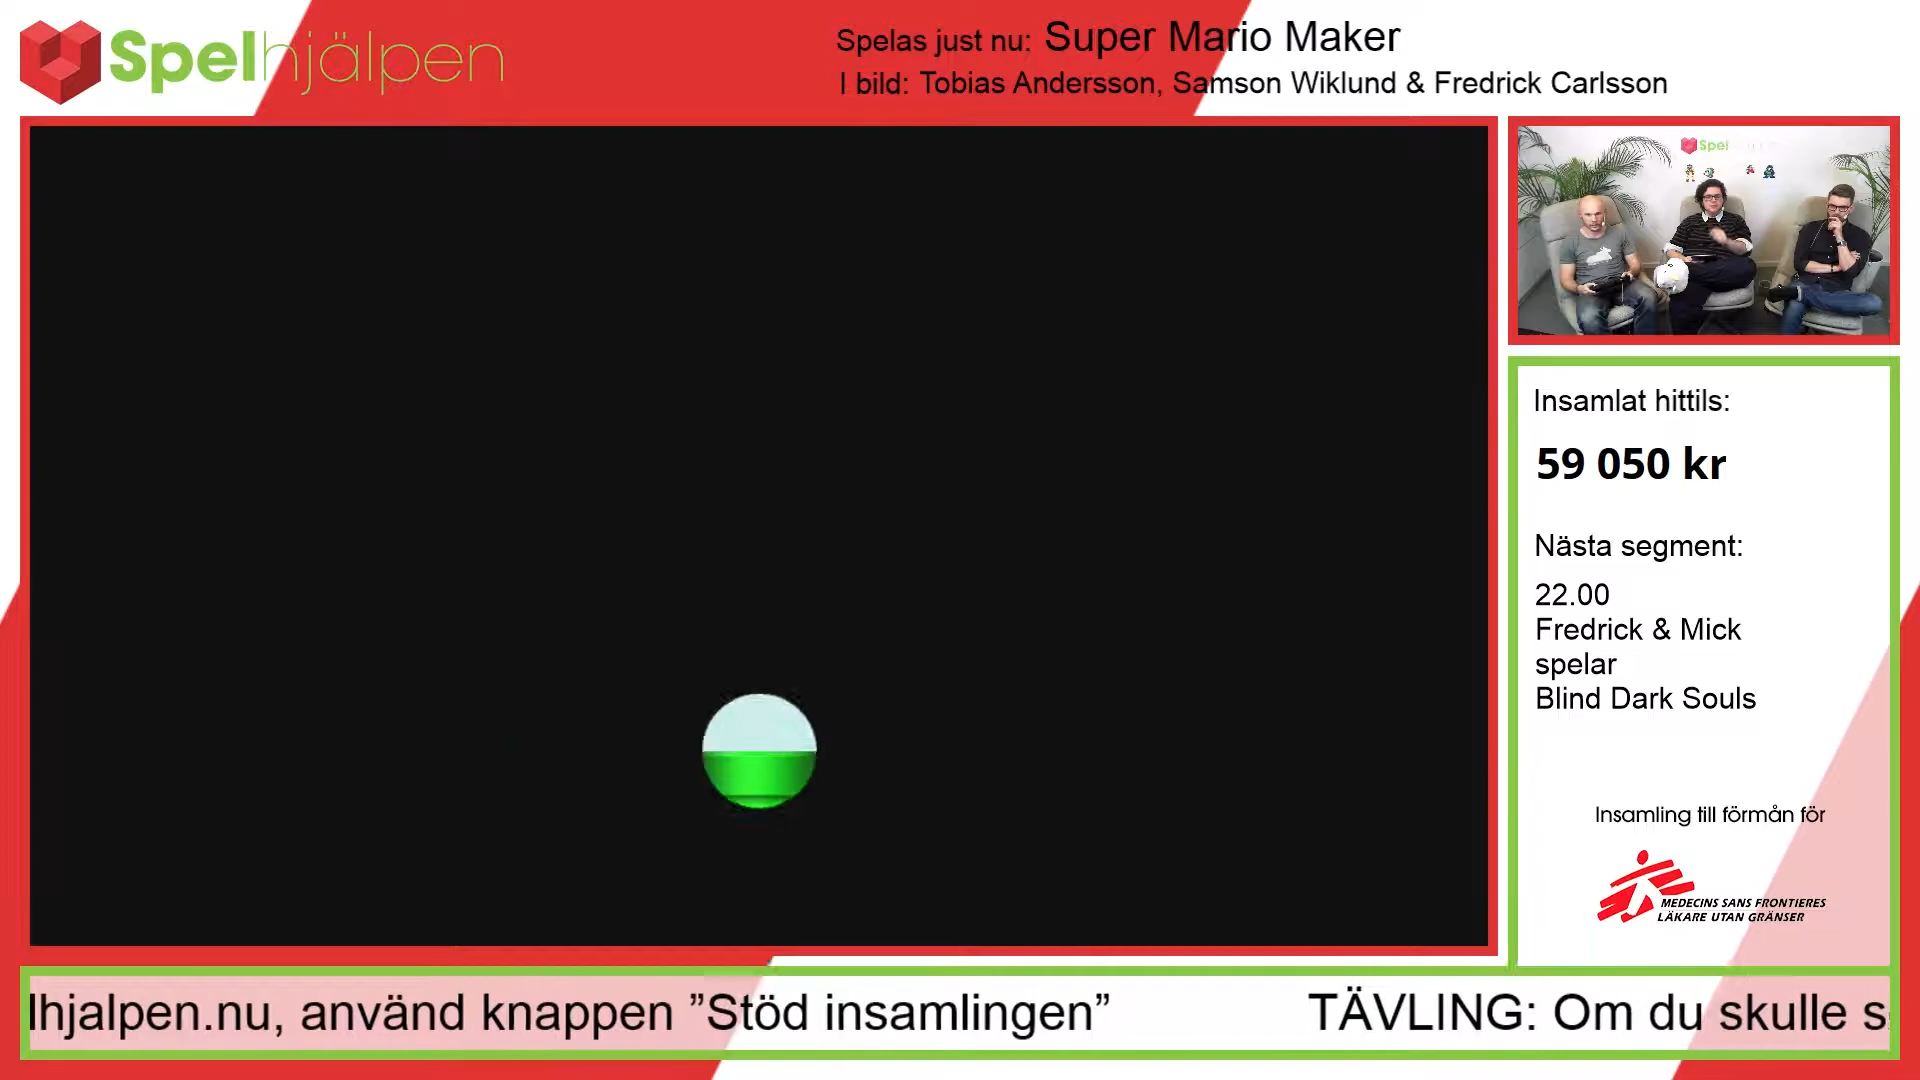 Spelhjälpen
Spelas just nu: Super Mario Maker
I bild: Tobias Andersson, Samson Wiklund & Fredrick Carlsson
Spel
Insamlat hittils:
59 050 kr
Nästa segment:
22.00
Fredrick & Mick
spelar
Blind Dark Souls
Insamling till förmån för
MEDECINS SANS FRONTIERES
LÄKARE UTAN GRÄNSER
lhjalpen.nu, använd knappen ”Stöd insamlingen” TÄVLING: Om du skulle s